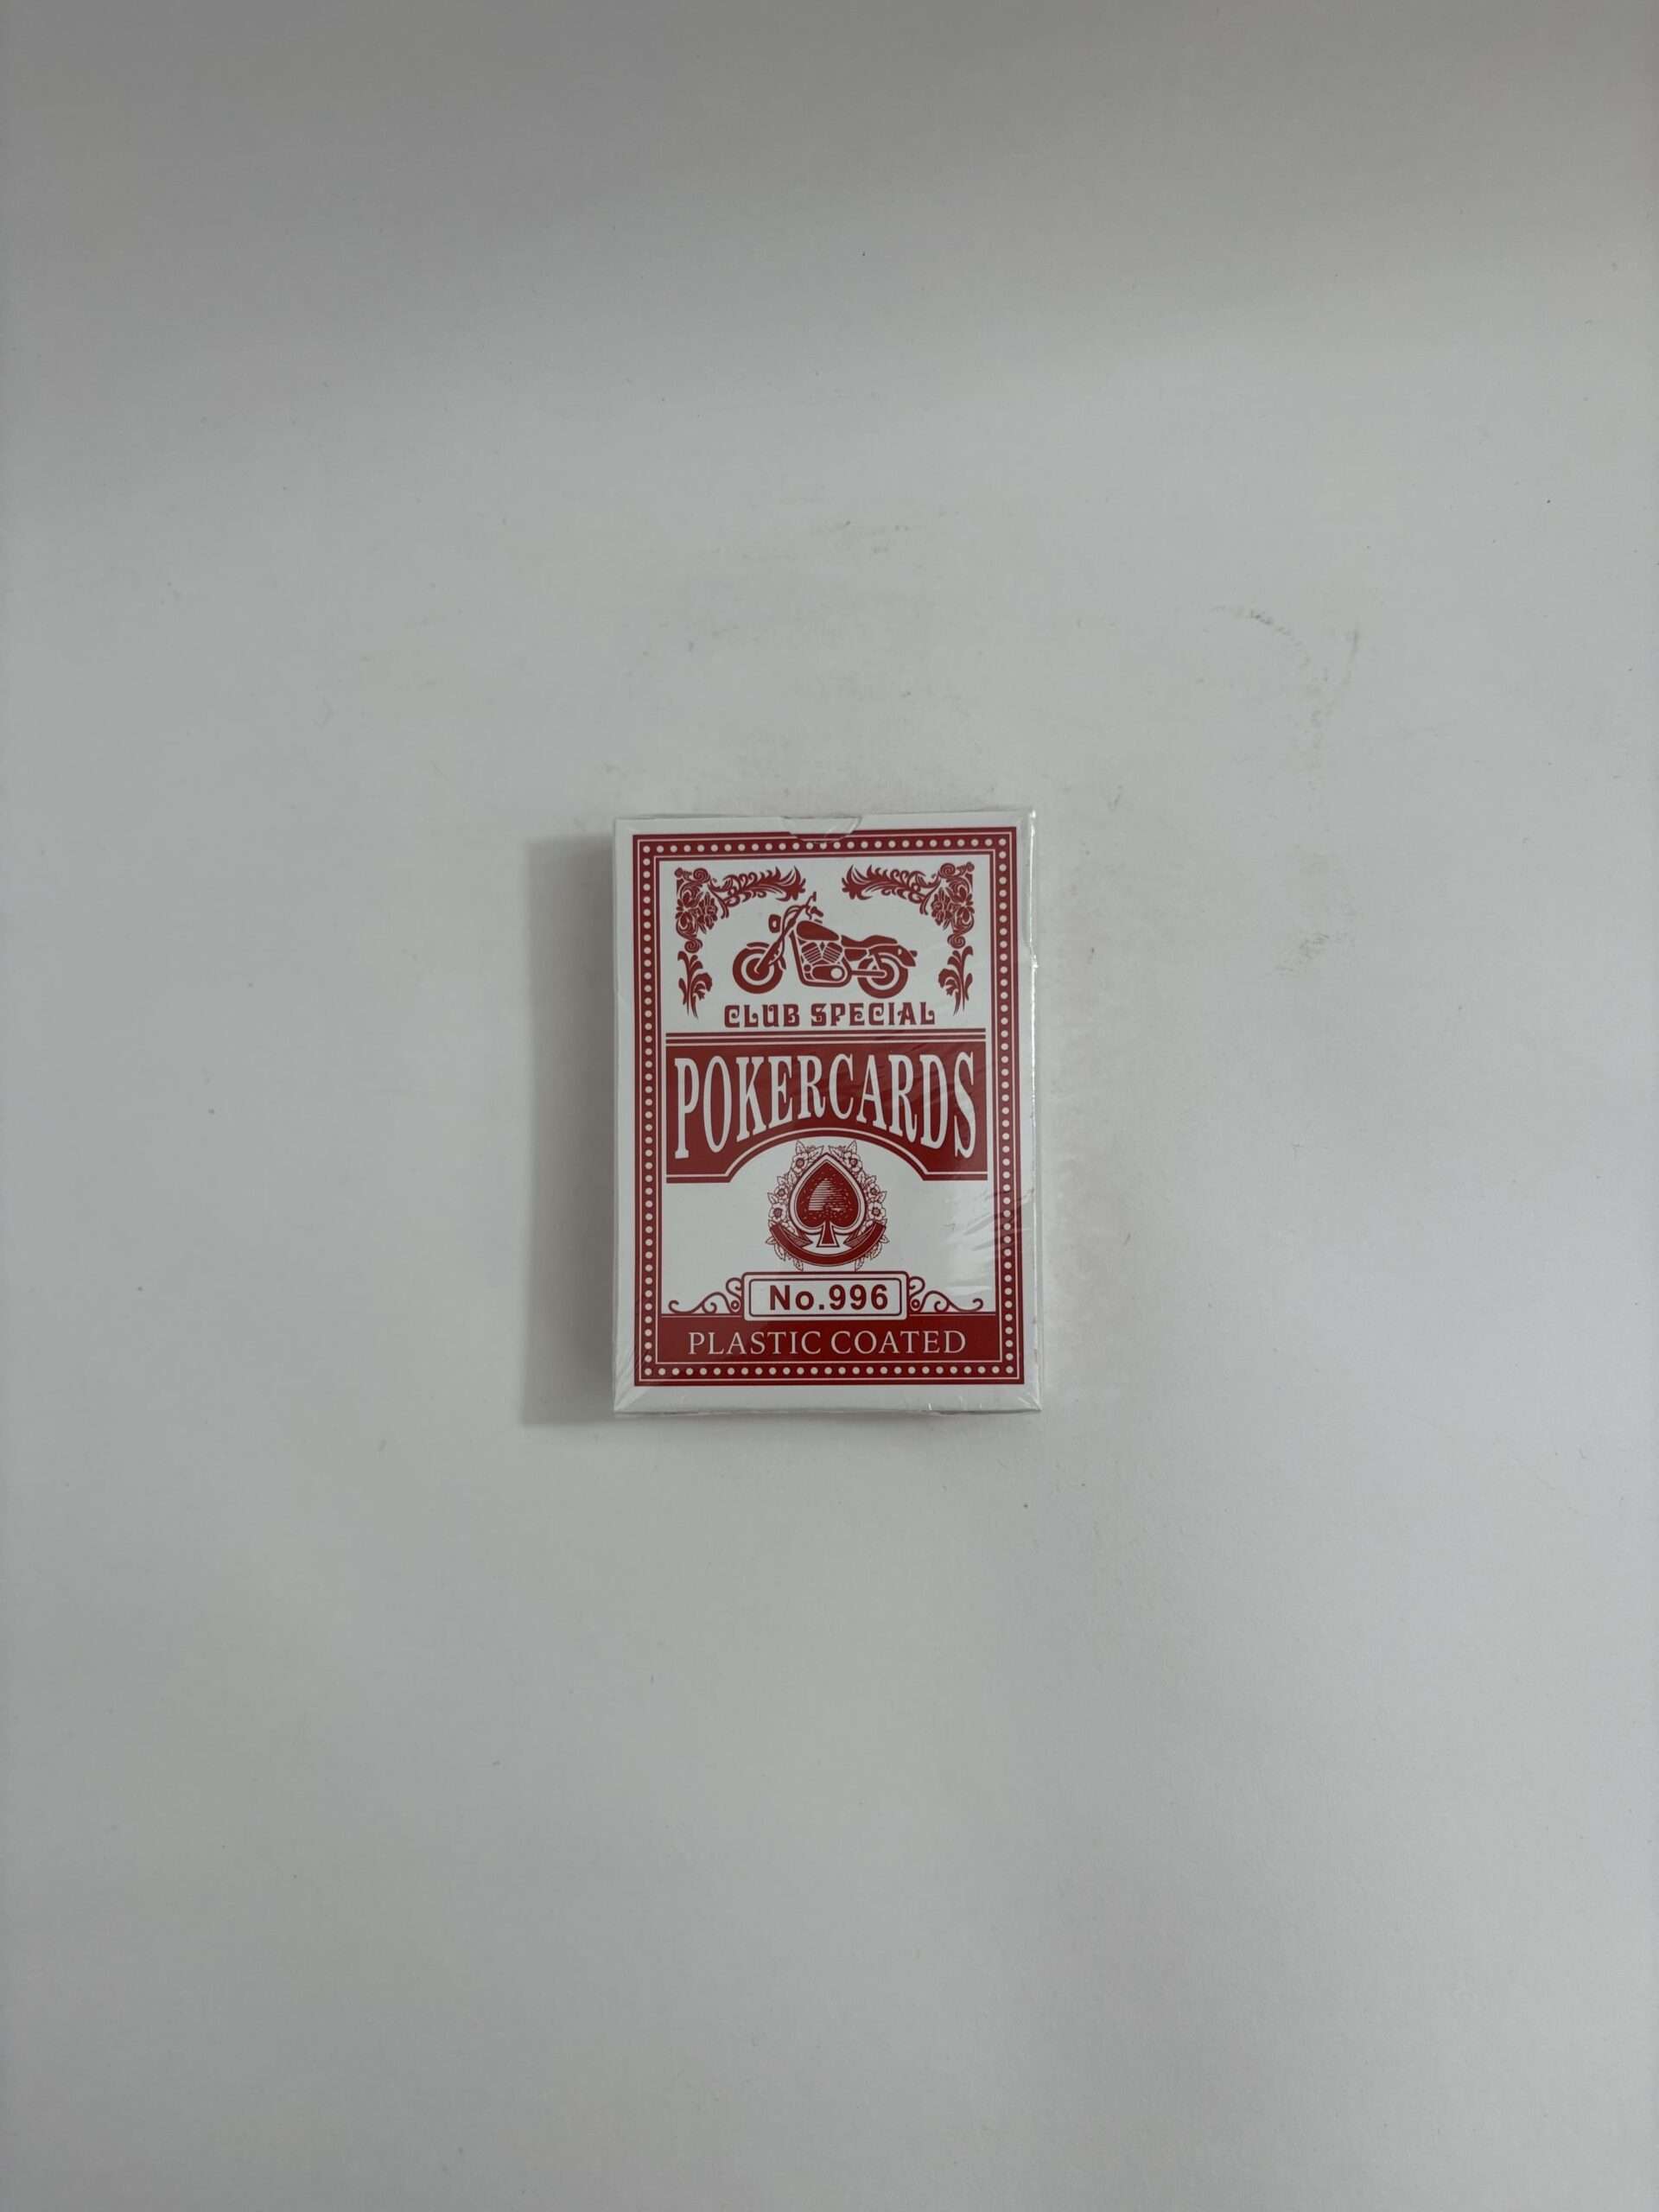 CLUB SPECIAL
POKERCARDS
No.996
PLASTIC COATED